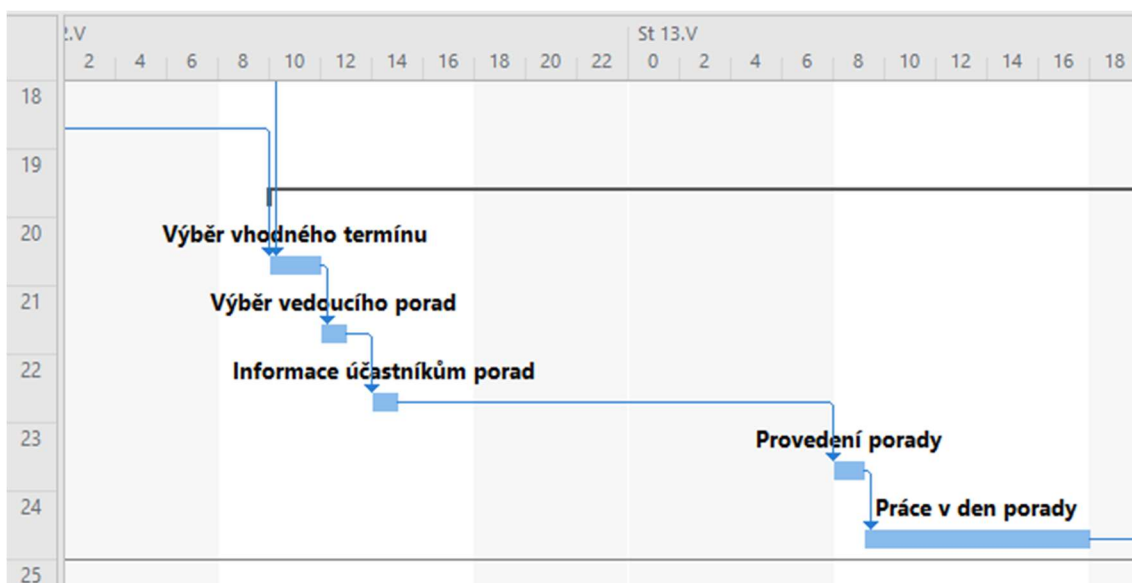 2.V St 13.V
2 4 6 8 10 12 14 16 18 20 22 0 2 4 6 8 10 12 14 16 18
18
19
20
Výběr vhodného termínu
21
Výběr vedoucího porad
22
Informace účastníkům porad
23
Provedení porady
24
Práce v den porady
25